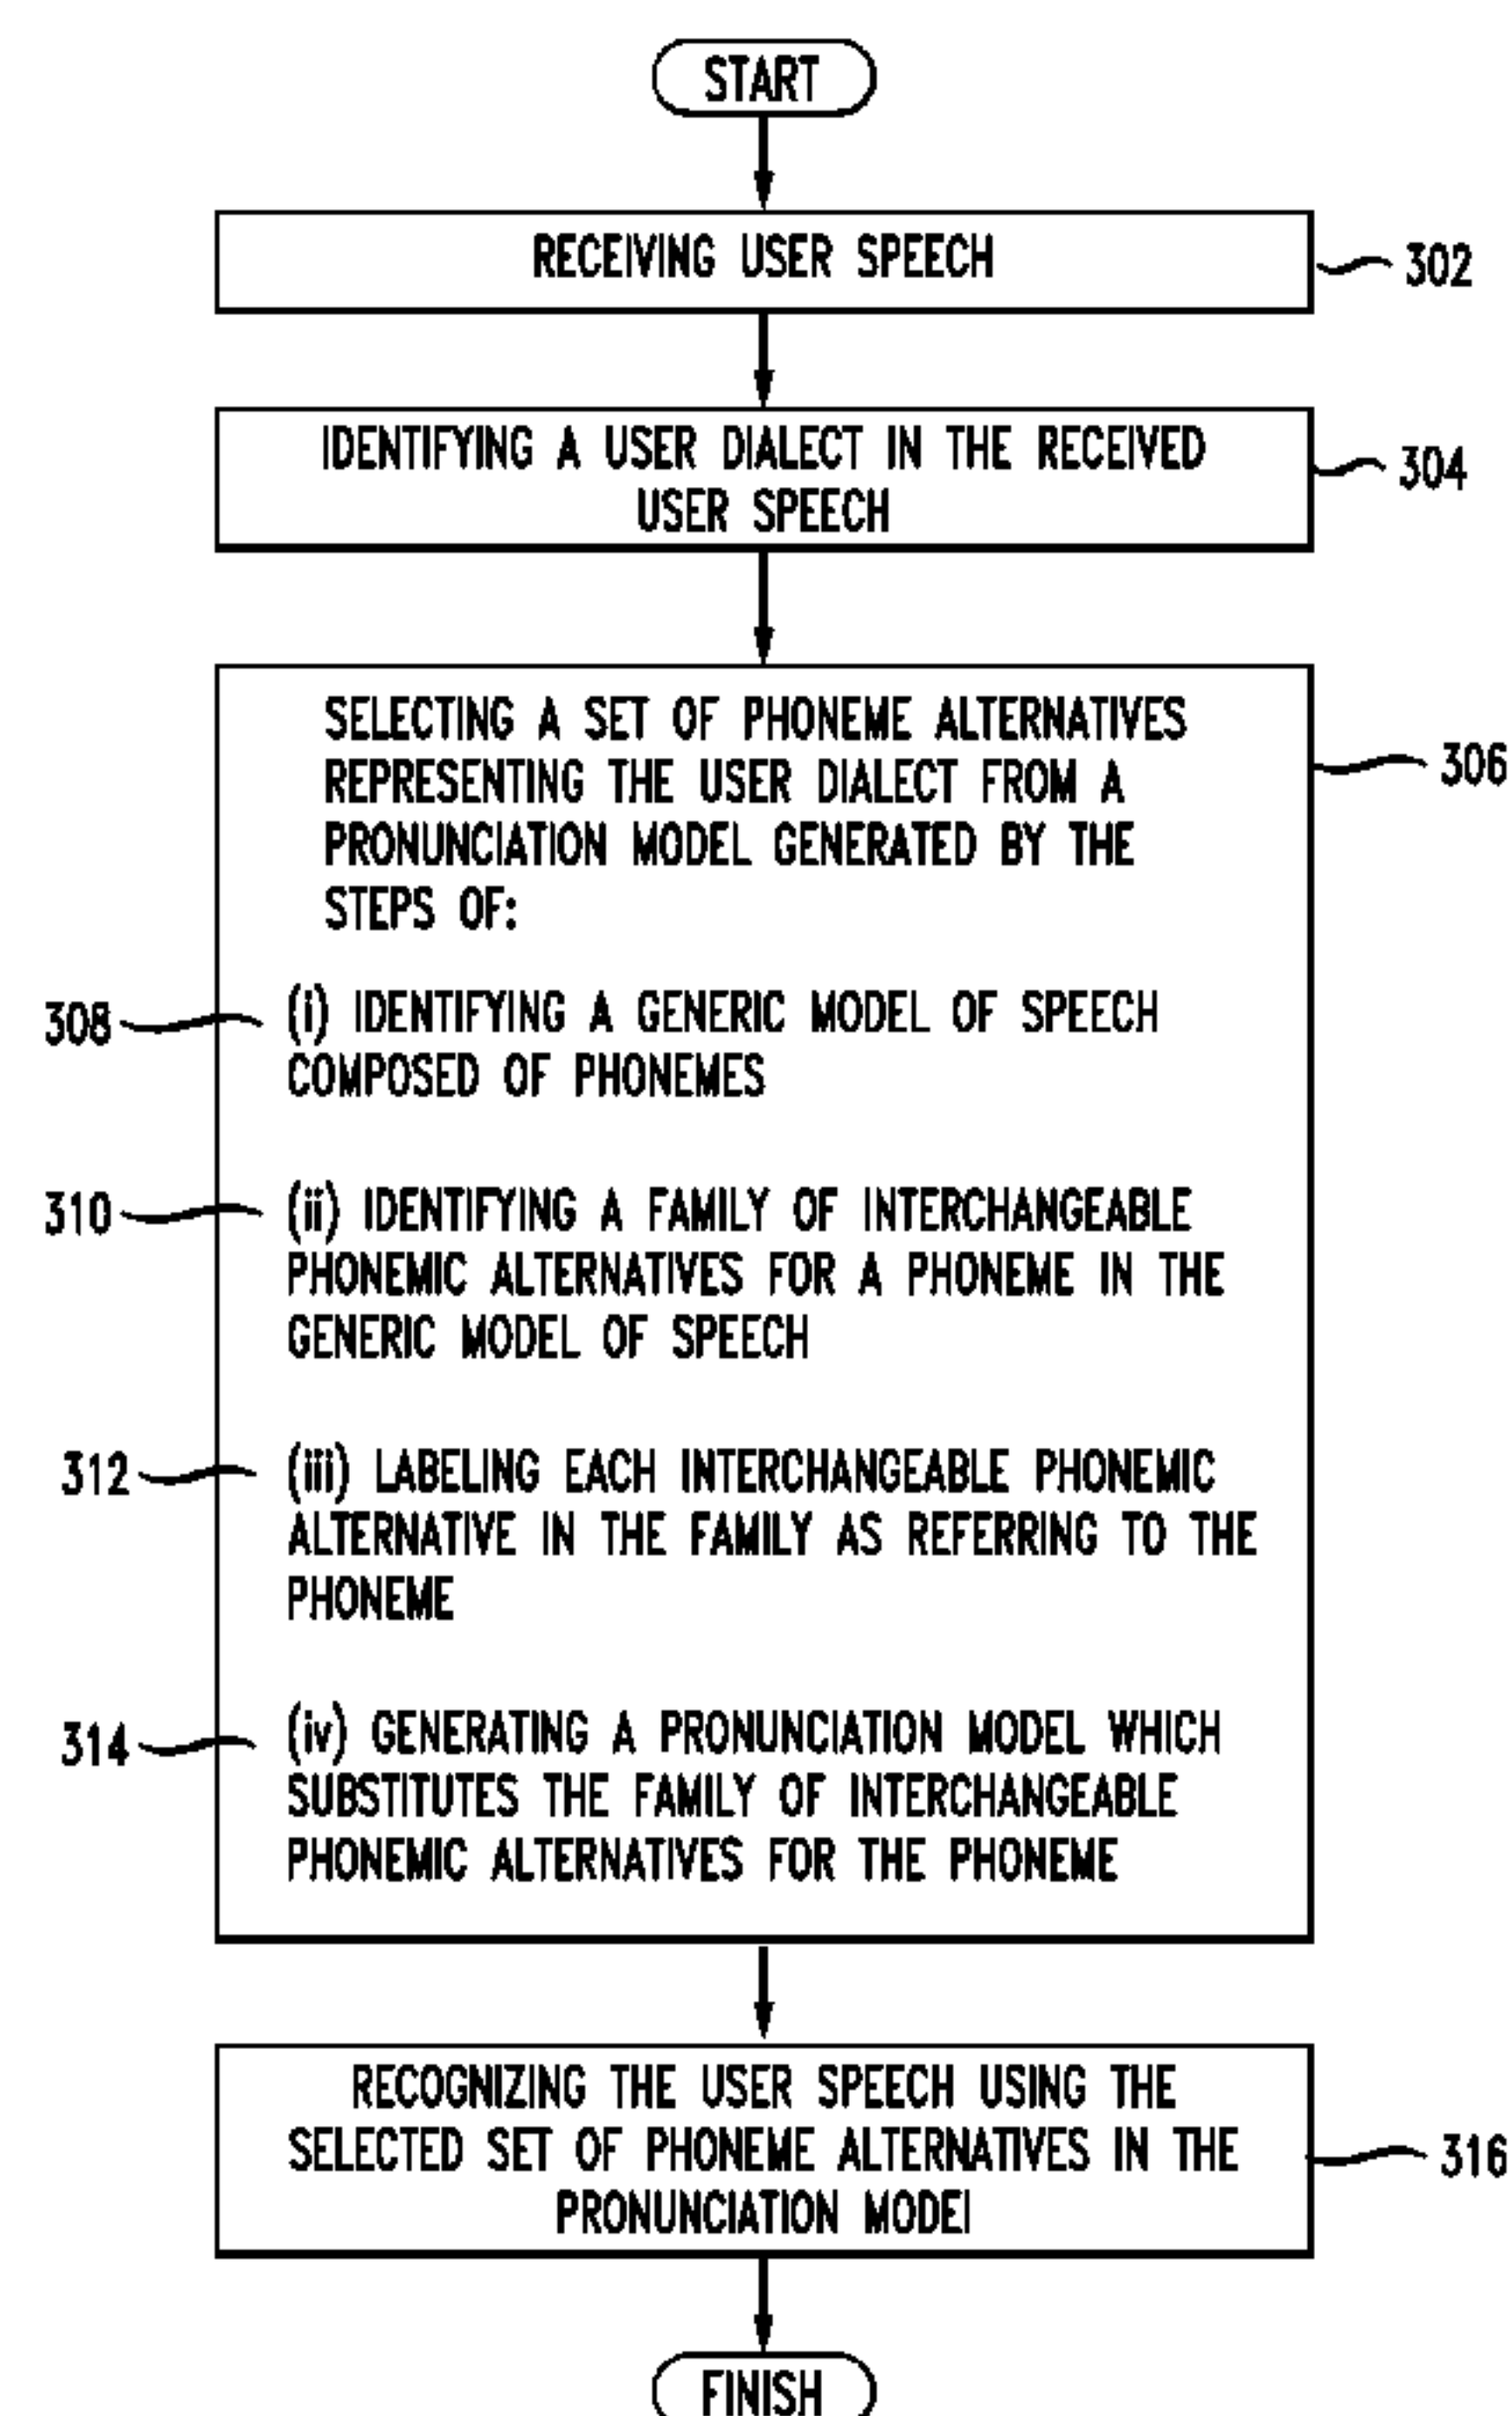 START
RECEIVING USER SPEECH
302
IDENTIFYING A USER DIALECT IN THE RECEIVED
USER SPEECH
304
SELECTING A SET OF PHONEME ALTERNATIVES
REPRESENTING THE USER DIALECT FROM A
PRONUNCIATION MODEL GENERATED BY THE
STEPS OF:
306
308
(i) IDENTIFYING A GENERIC MODEL OF SPEECH
COMPOSED OF PHONEMES
310
(ii) IDENTIFYING A FAMILY OF INTERCHANGEABLE
PHONEMIC ALTERNATIVES FOR A PHONEME IN THE
GENERIC MODEL OF SPEECH
312
(iii) LABELING EACH INTERCHANGEABLE PHONEMIC
ALTERNATIVE IN THE FAMILY AS REFERRING TO THE
PHONEME
314
(iv) GENERATING A PRONUNCIATION MODEL WHICH
SUBSTITUTES THE FAMILY OF INTERCHANGEABLE
PHONEMIC ALTERNATIVES FOR THE PHONEME
RECOGNIZING THE USER SPEECH USING THE
SELECTED SET OF PHONEME ALTERNATIVES IN THE
PRONUNCIATION MODEl
316
FINISH